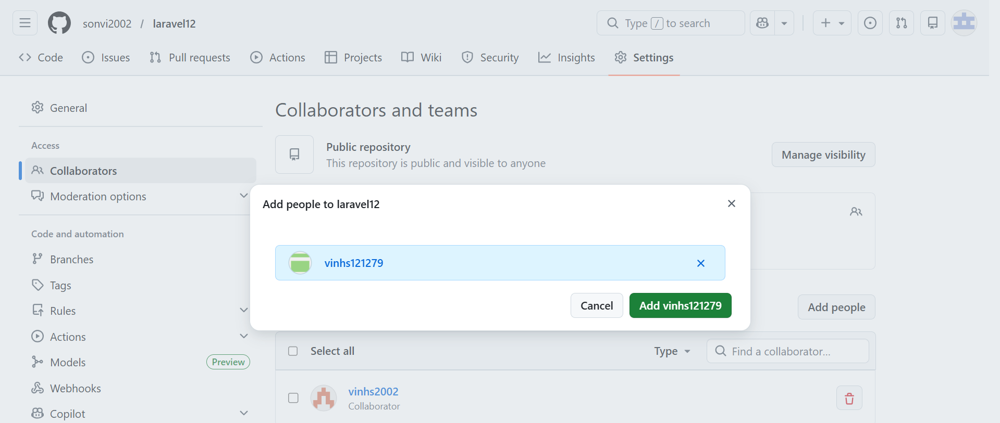 sonvi2002 / laravel12
Type / to search
Code
Issues
Pull requests
Actions
Projects
Wiki
Security
Insights
Settings
General
Access
Collaborators
Moderation options
Code and automation
Branches
Tags
Rules
Actions
Models Preview
Webhooks
Copilot
Collaborators and teams
Public repository
This repository is public and visible to anyone
Manage visibility
Add people to laravel12
vinhs121279
Cancel
Add vinhs121279
Add people
Select all
Type
Find a collaborator...
vinhs2002
Collaborator